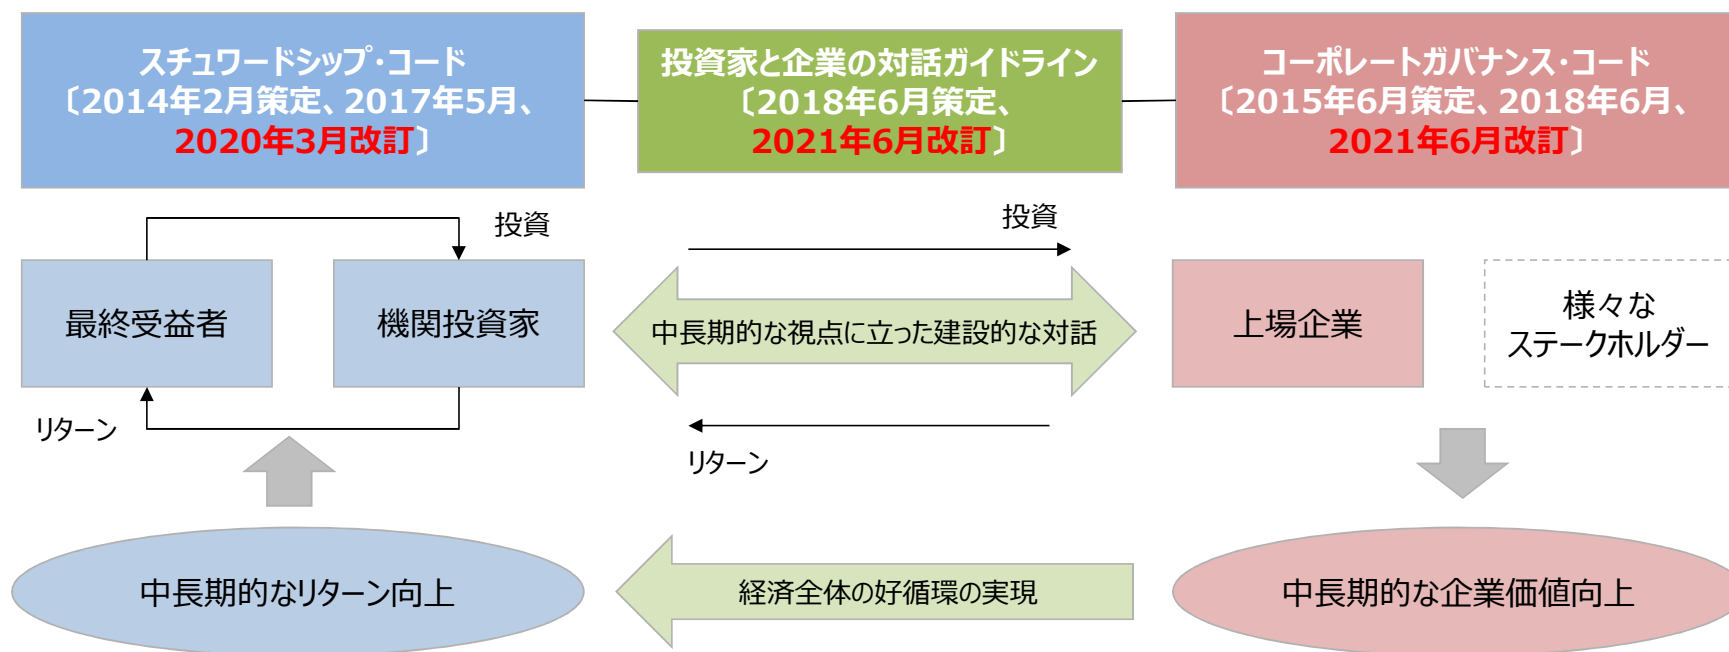 スチュワードシップ・コード
〔2014年2月策定、2017年5月、
2020年3月改訂〕
投資家と企業の対話ガイドライン
〔2018年6月策定、
2021年6月改訂〕
コーポレートガバナンス・コード
〔2015年6月策定、2018年6月、
2021年6月改訂〕
投資
投資
最終受益者
機関投資家
中長期的な視点に立った建設的な対話
上場企業
様々な
ステークホルダー
リターン
リターン
中長期的なリターン向上
経済全体の好循環の実現
中長期的な企業価値向上